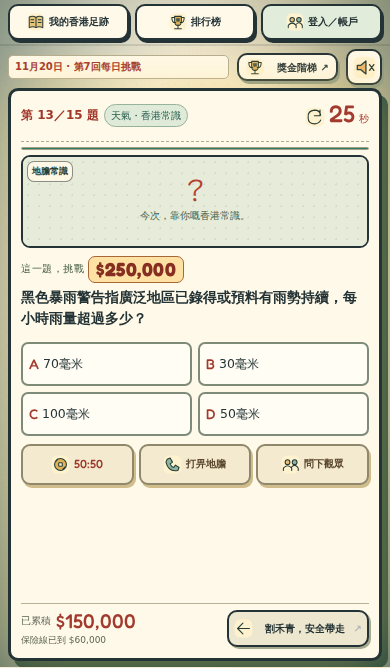 我的香港足跡
排行榜
登入／帳戶
11月20日 · 第7回每日挑戰
獎金階梯 ↗
第 13／15 題
天氣 · 香港常識
25 秒
地膽常識
?
今次，靠你嘅香港常識。
這一題，挑戰 $250,000
黑色暴雨警告指廣泛地區已錄得或預料有雨勢持續，每
小時雨量超過多少？
A 70毫米
B 30毫米
C 100毫米
D 50毫米
50:50
打畀地膽
問下觀眾
已累積 $150,000
保險線已到 $60,000
割禾青，安全帶走 ↗